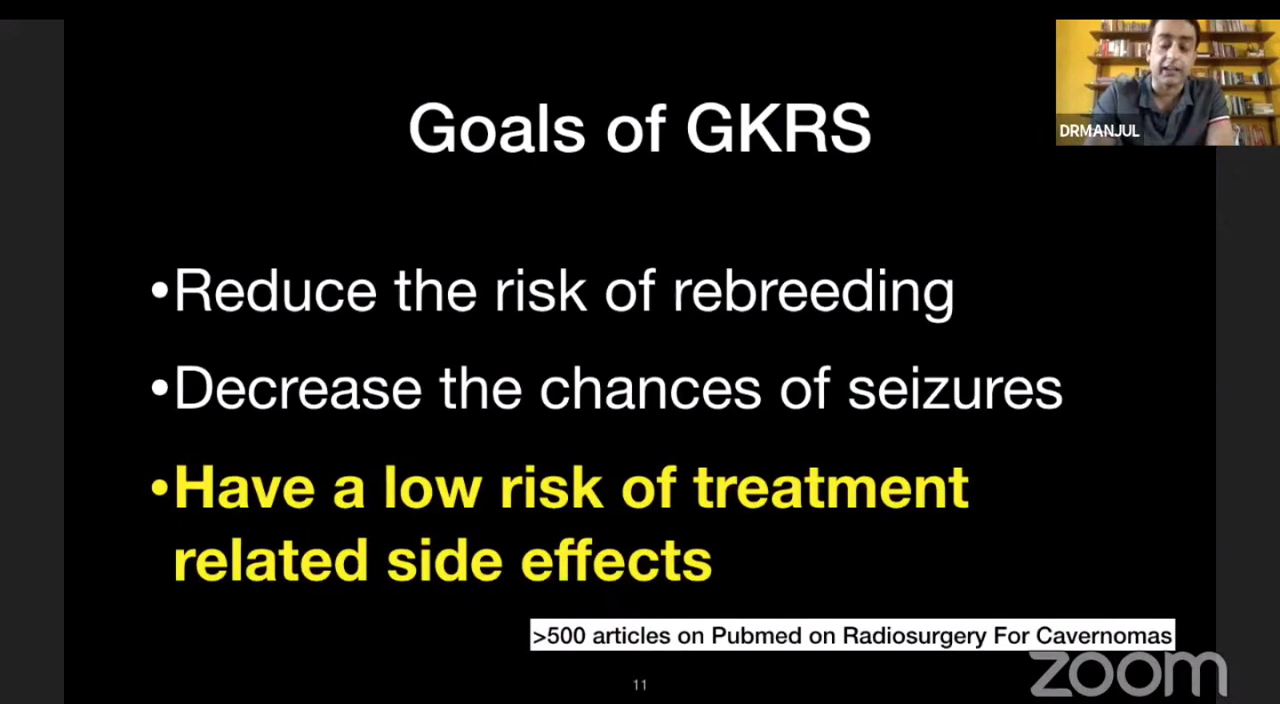 Goals of GKRS
DRMANJUL
•Reduce the risk of rebreeding
•Decrease the chances of seizures
•Have a low risk of treatment
related side effects
>500 articles on Pubmed on Radiosurgery For Cavernomas
zoom
11